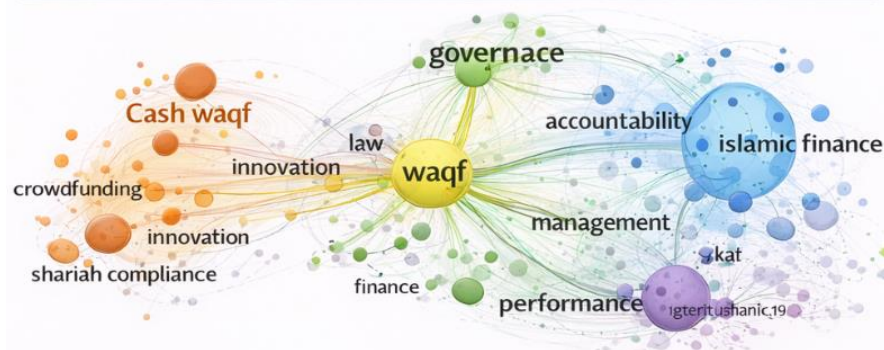 governace
Cash waqf
accountability
law
islamic finance
innovation
waqf
crowdfunding
management
innovation
kat
shariah compliance
finance
performance